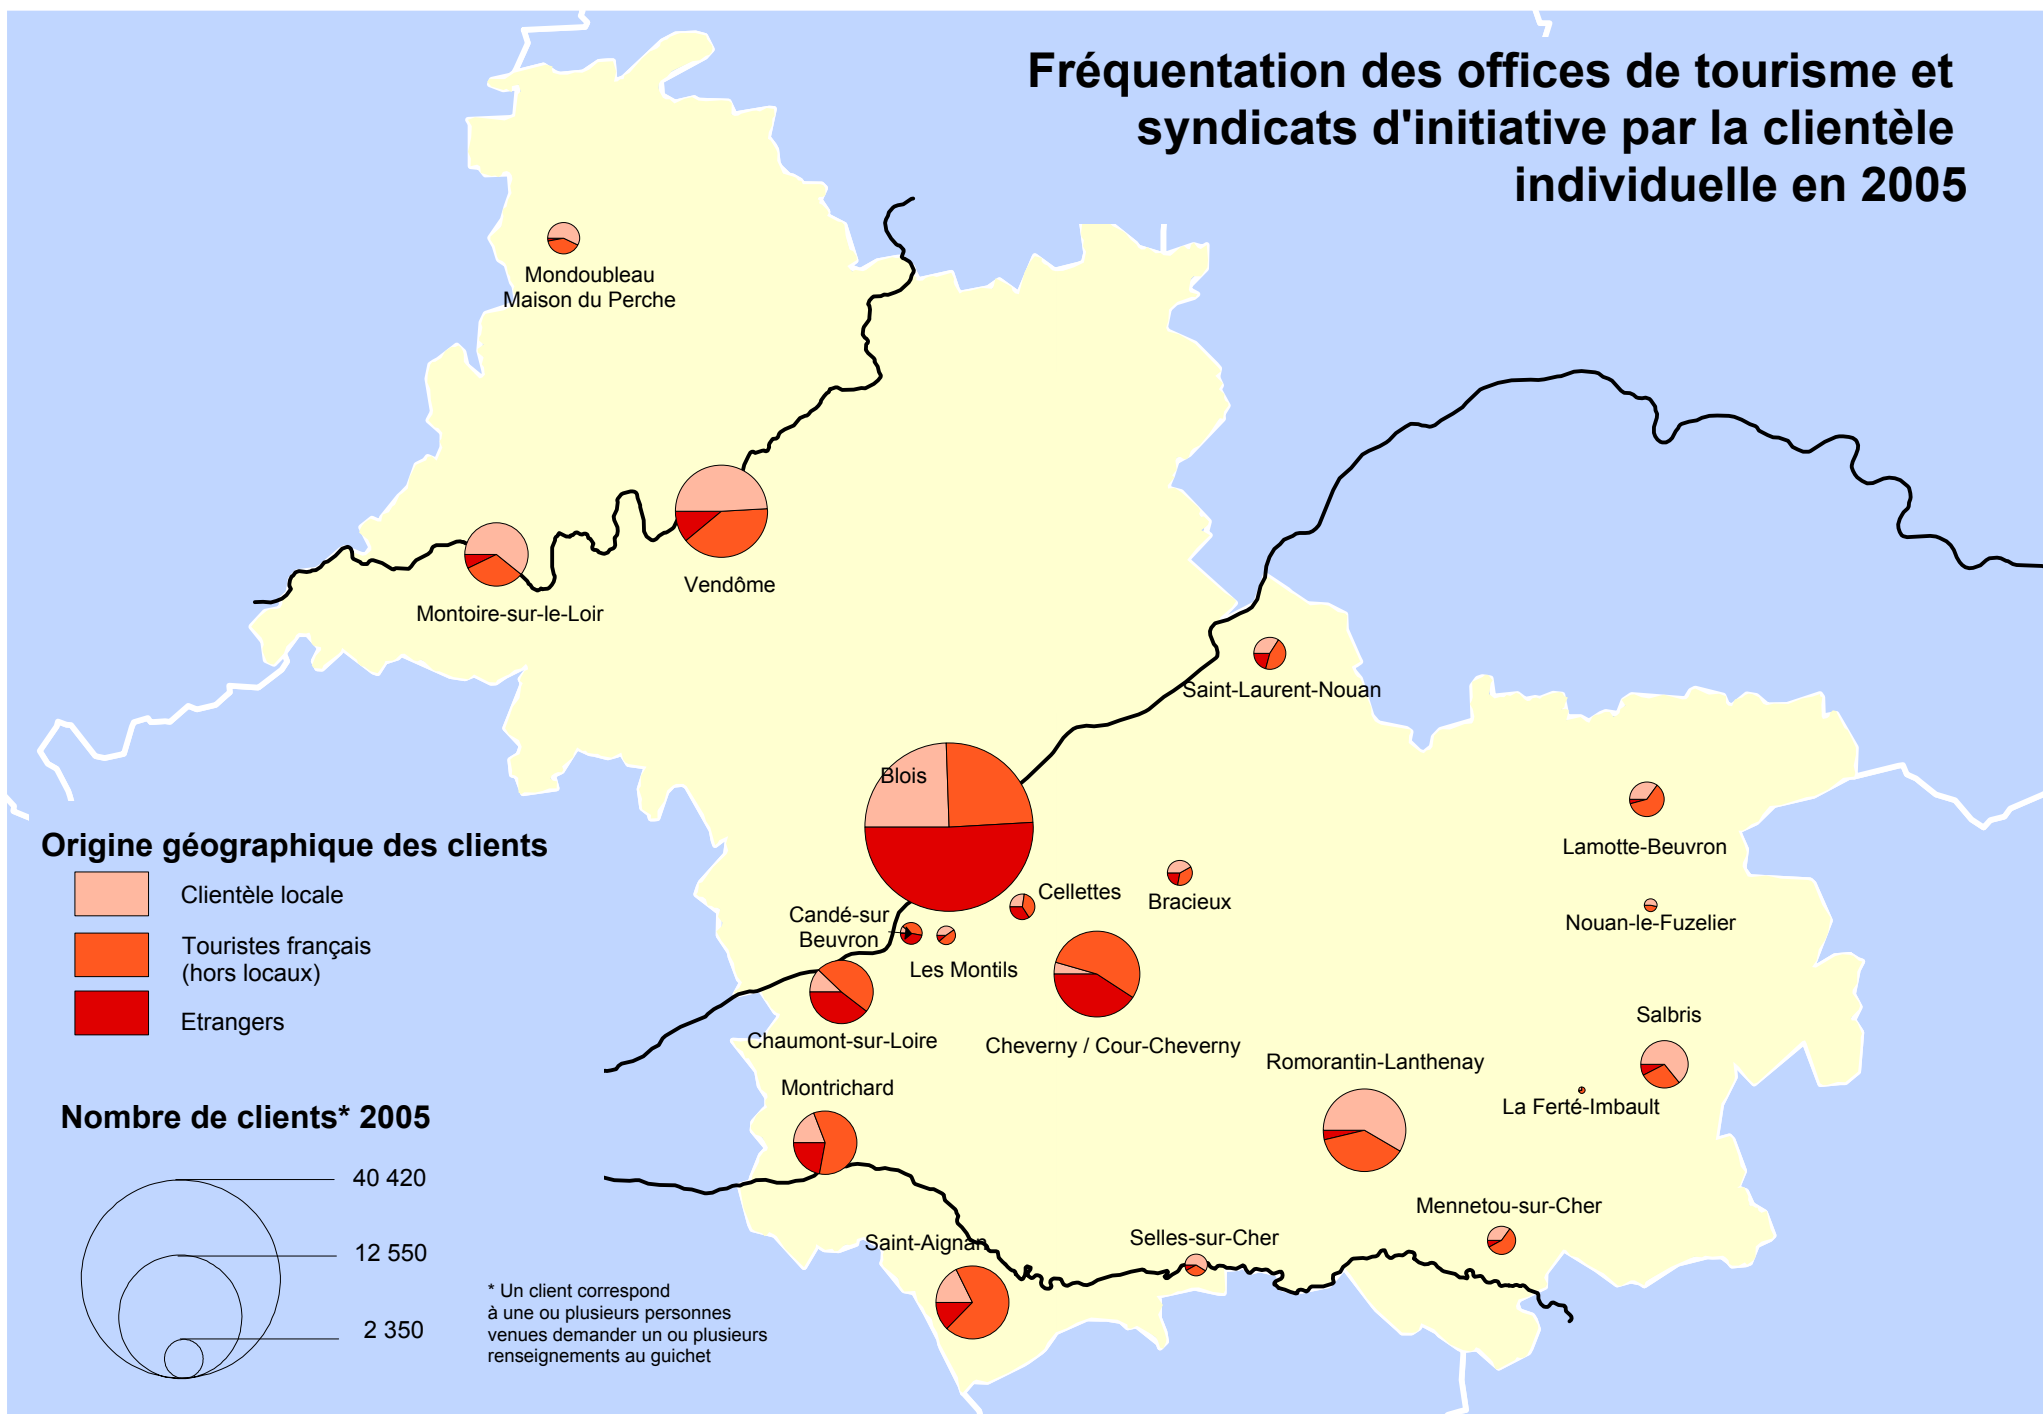 Fréquentation des offices de tourisme et
syndicats d'initiative par la clientèle
individuelle en 2005
Mondoubleau
Maison du Perche
Vendôme
Montoire-sur-le-Loir
Saint-Laurent-Nouan
Blois
Lamotte-Beuvron
Cellettes
Bracieux
Candé-sur
Beuvron
Nouan-le-Fuzelier
Les Montils
Salbris
Chaumont-sur-Loire
Cheverny / Cour-Cheverny
Romorantin-Lanthenay
Montrichard
La Ferté-Imbault
Mennetou-sur-Cher
Selles-sur-Cher
Saint-Aignan
Origine géographique des clients
Clientèle locale
Touristes français
(hors locaux)
Etrangers
Nombre de clients* 2005
40 420
12 550
2 350
* Un client correspond
à une ou plusieurs personnes
venues demander un ou plusieurs
renseignements au guichet